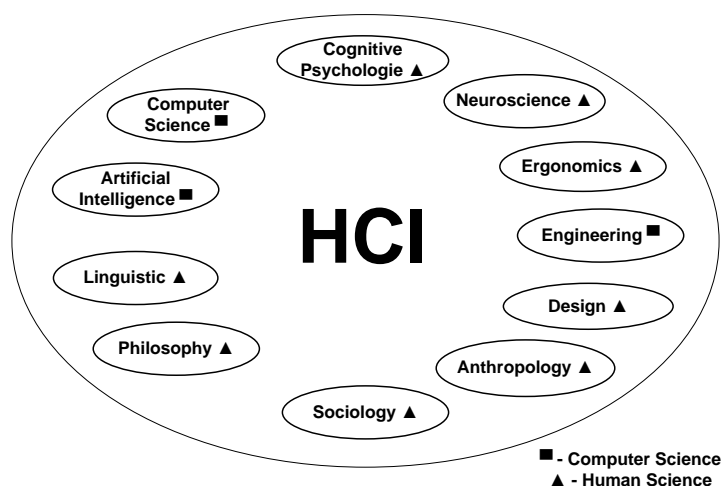 Cognitive
Psychologie ▲
Neuroscience ▲
Computer
Science ■
Ergonomics ▲
Artificial
Intelligence ■
HCI
Engineering ■
Linguistic ▲
Design ▲
Philosophy ▲
Anthropology ▲
Sociology ▲
■ - Computer Science
▲ - Human Science